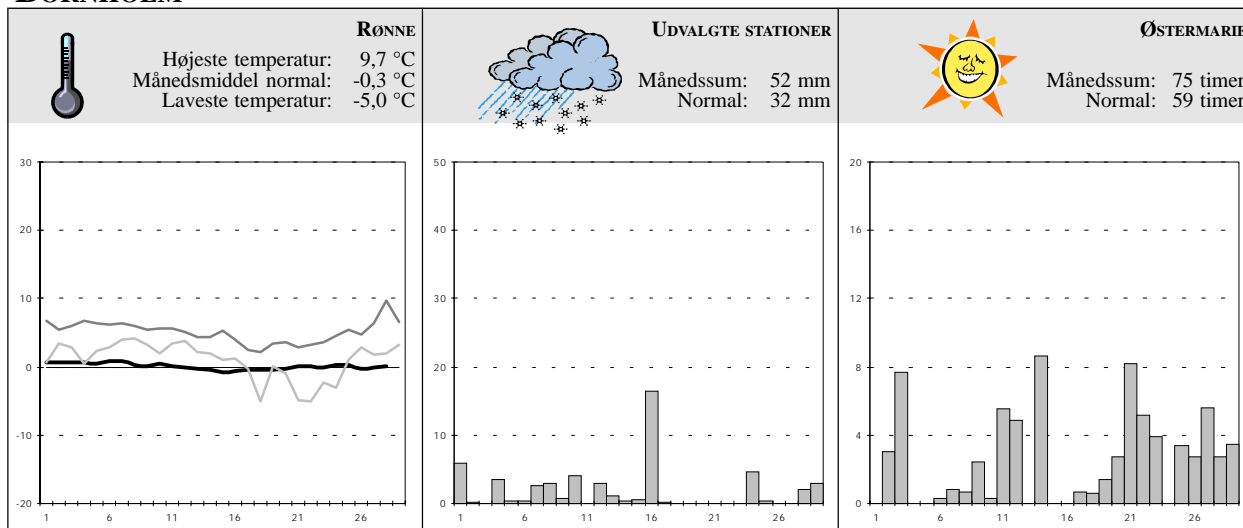 BORNHOLM
RØNNE
Højeste temperatur: 9,7 °C
Månedsmiddel normal: -0,3 °C
Laveste temperatur: -5,0 °C
UDVALGTE STATIONER
Månedssum: 52 mm
Normal: 32 mm
ØSTERMARIE
Månedssum: 75 timer
Normal: 59 timer
30
20
10
0
-10
-20
1 6 11 16 21 26
50
40
30
20
10
0
1 6 11 16 21 26
20
16
12
8
4
0
1 6 11 16 21 26